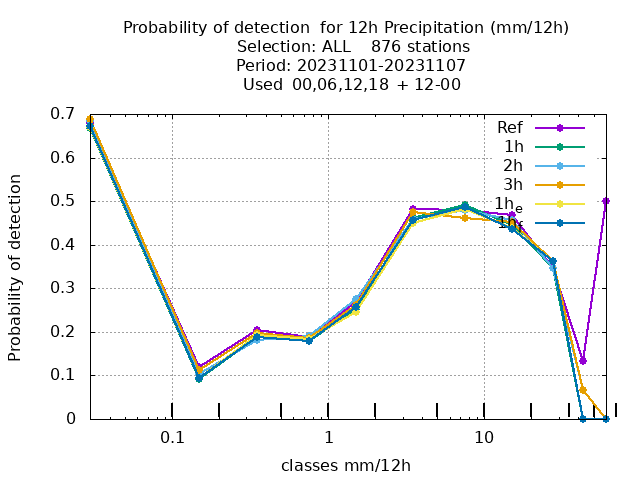 Probability of detection  for 12h Precipitation (mm/12h)
Selection: ALL    876 stations
Period: 20231101-20231107
Used  00,06,12,18  + 12-00
0.7
0.6
0.5
0.4
0.3
0.2
0.1
0
Probability of detection
Ref
1h
2h
3h
1he
0.1
1
10
classes mm/12h